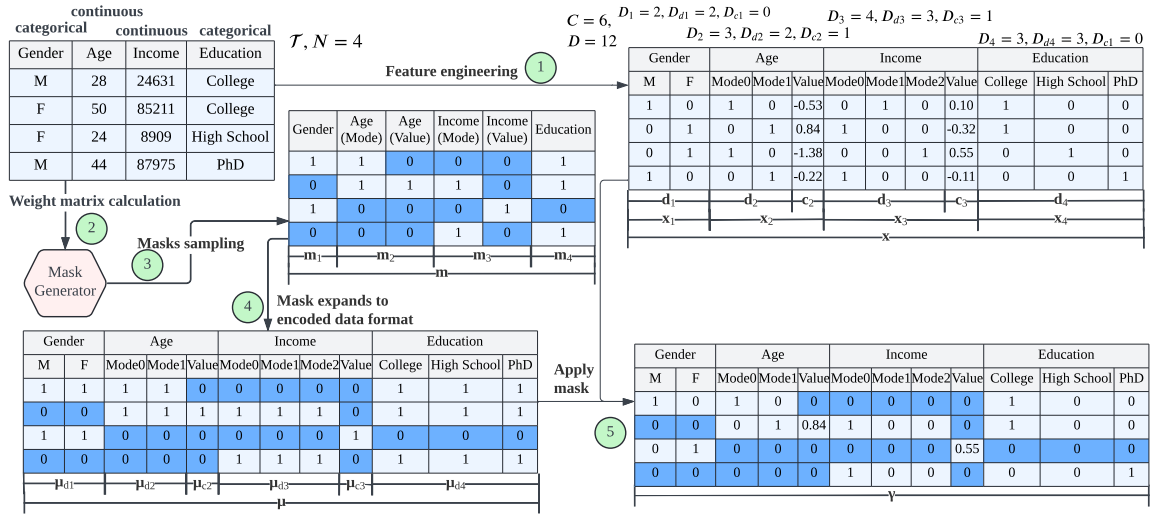 continuous
categorical continuous categorical
Gender Age Income Education
M 28 24631 College
F 50 85211 College
F 24 8909 High School
M 44 87975 PhD
𝒯, N = 4
C = 6,
D = 12
D₁ = 2, D_d1 = 2, D_c1 = 0
D₂ = 3, D_d2 = 2, D_c2 = 1
D₃ = 4, D_d3 = 3, D_c3 = 1
D₄ = 3, D_d4 = 3, D_c1 = 0
Feature engineering 1
Gender Age Income Education
M F Mode0 Mode1 Value Mode0 Mode1 Mode2 Value College High School PhD
1 0 1 0 -0.53 0 1 0 0.10 1 0 0
0 1 0 1 0.84 1 0 0 -0.32 1 0 0
0 1 1 0 -1.38 0 0 1 0.55 0 1 0
1 0 0 1 -0.22 1 0 0 -0.11 0 0 1
d₁ d₂ c₂ d₃ c₃ d₄
x₁ x₂ x₃ x₄
x
Weight matrix calculation
2
Mask
Generator
Masks sampling
3
Gender Age Age Income Income Education
(Mode) (Value) (Mode) (Value)
1 1 0 0 0 1
0 1 1 1 0 1
1 0 0 0 1 0
0 0 0 1 0 1
m₁ m₂ m₃ m₄
m
4
Mask expands to
encoded data format
Gender Age Income Education
M F Mode0 Mode1 Value Mode0 Mode1 Mode2 Value College High School PhD
1 1 1 1 0 0 0 0 0 1 1 1
0 0 1 1 1 1 1 1 0 1 1 1
1 1 0 0 0 0 0 0 1 0 0 0
0 0 0 0 0 1 1 1 0 1 1 1
μ_d1 μ_d2 μ_c2 μ_d3 μ_c3 μ_d4
μ
Apply
mask
5
Gender Age Income Education
M F Mode0 Mode1 Value Mode0 Mode1 Mode2 Value College High School PhD
1 0 1 0 0 0 0 0 0 1 0 0
0 0 0 1 0.84 1 0 0 0 1 0 0
0 1 0 0 0 0 0 0 0.55 0 0 0
0 0 0 0 0 1 0 0 0 0 0 1
γ